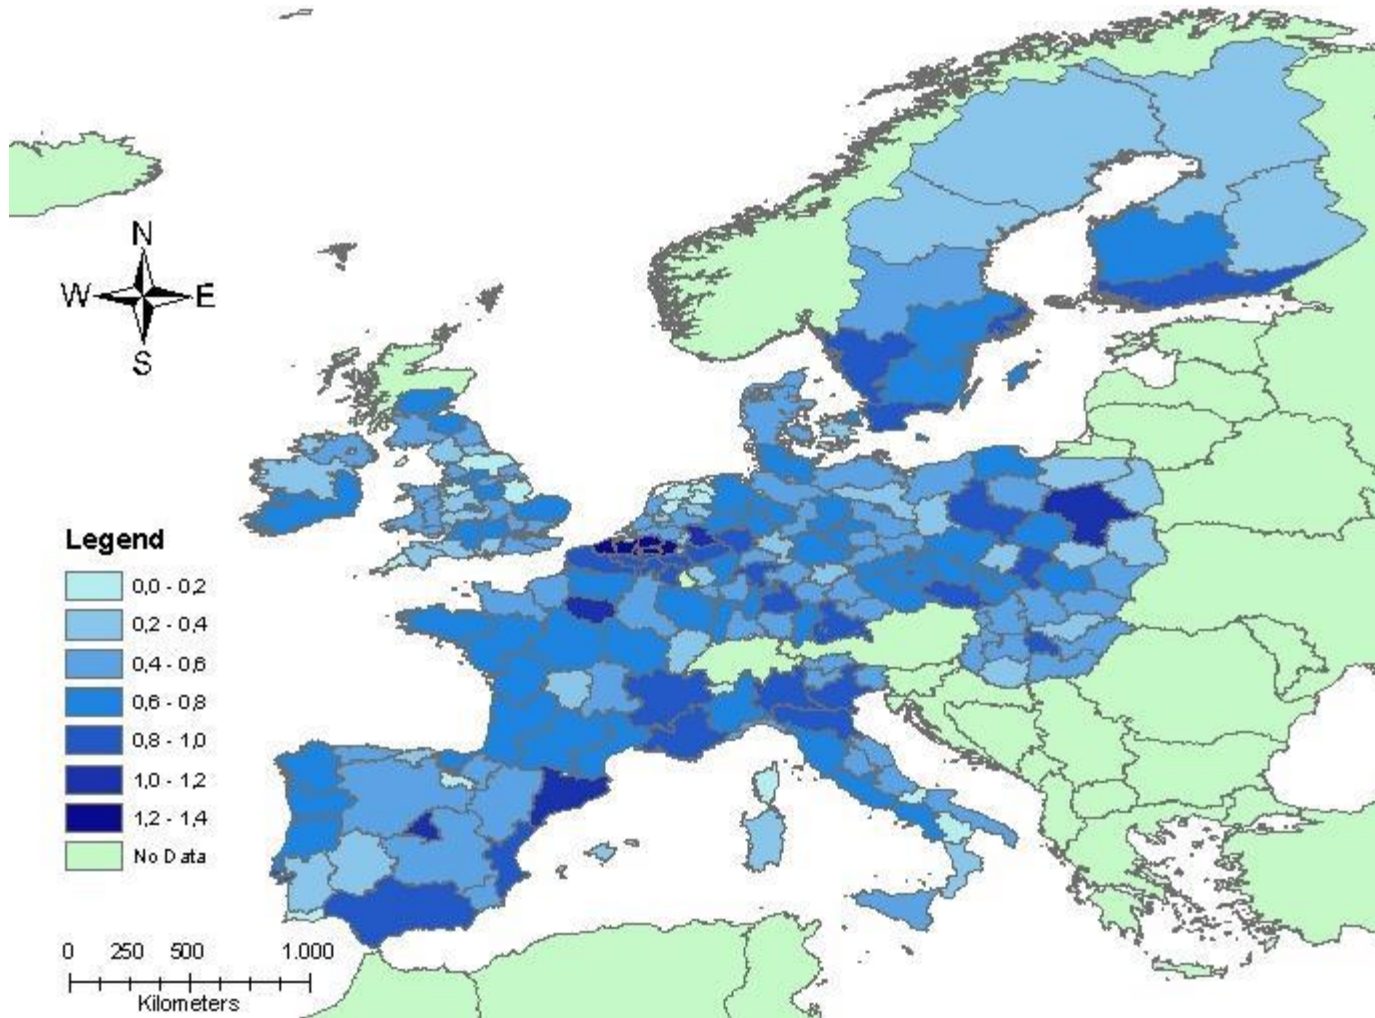 N
W E
S
Legend
0,0 - 0,2
0,2 - 0,4
0,4 - 0,6
0,6 - 0,8
0,8 - 1,0
1,0 - 1,2
1,2 - 1,4
No Data
0 250 500 1.000
Kilometers